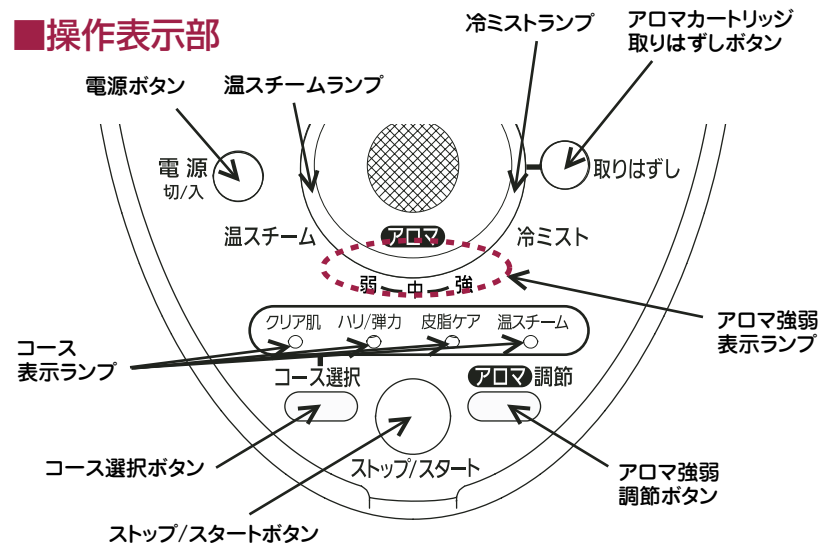 ■操作表示部
冷ミストランプ
アロマカートリッジ
取りはずしボタン
電源ボタン
温スチームランプ
電源
切/入
取りはずし
温スチーム
アロマ
冷ミスト
弱 中 強
クリア肌 ハリ/弾力 皮脂ケア 温スチーム
アロマ強弱
表示ランプ
コース
表示ランプ
コース選択
アロマ調節
ストップ/スタート
コース選択ボタン
アロマ強弱
調節ボタン
ストップ/スタートボタン